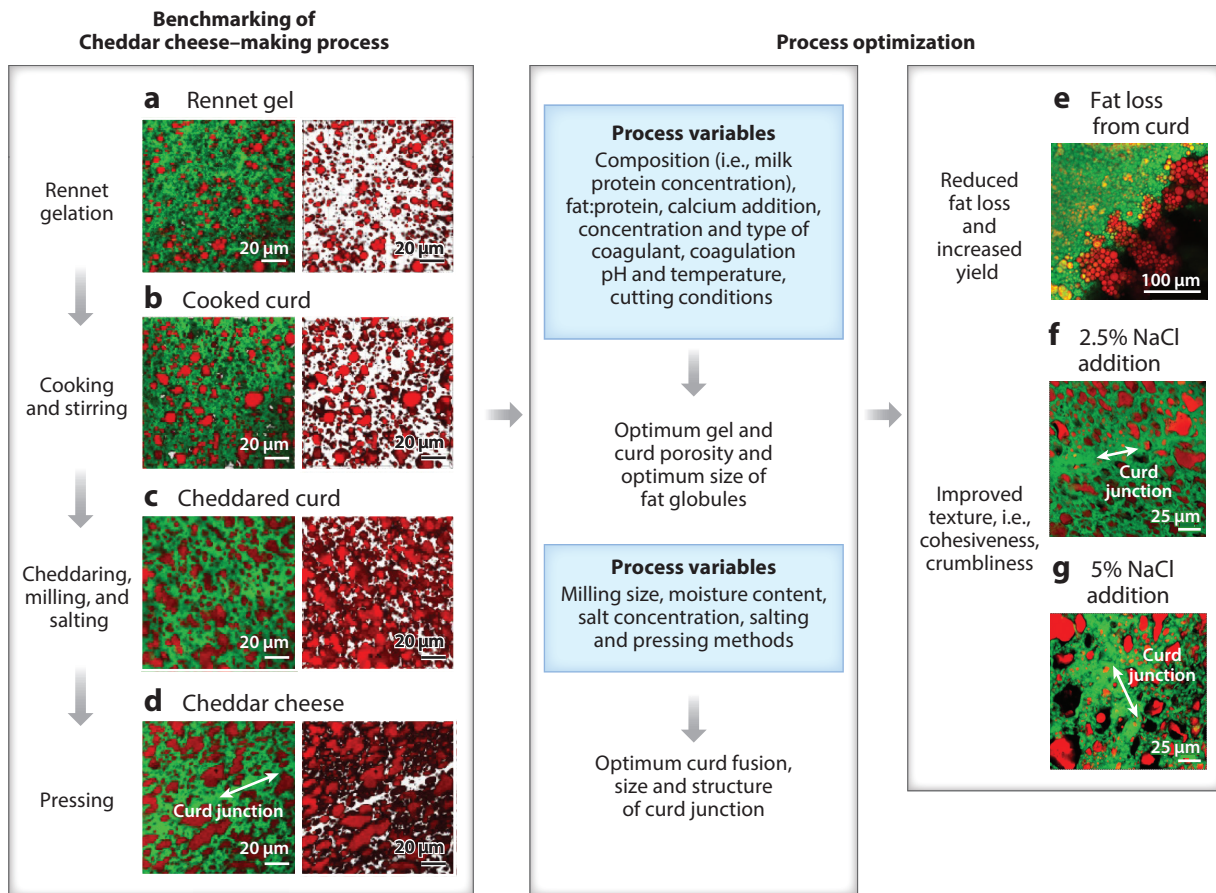 Benchmarking of
Cheddar cheese–making process
Process optimization
Rennet
gelation
Cooking
and stirring
Cheddaring,
milling, and
salting
Pressing
a Rennet gel
20 µm
20 µm
b Cooked curd
20 µm
20 µm
c Cheddared curd
20 µm
20 µm
d Cheddar cheese
Curd junction
20 µm
20 µm
Process variables
Composition (i.e., milk
protein concentration),
fat:protein, calcium addition,
concentration and type of
coagulant, coagulation
pH and temperature,
cutting conditions
Optimum gel and
curd porosity and
optimum size of
fat globules
Process variables
Milling size, moisture content,
salt concentration, salting
and pressing methods
Optimum curd fusion,
size and structure
of curd junction
Reduced
fat loss
and
increased
yield
Improved
texture, i.e.,
cohesiveness,
crumbliness
e Fat loss
from curd
100 µm
f 2.5% NaCl
addition
Curd
junction
25 µm
g 5% NaCl
addition
Curd
junction
25 µm